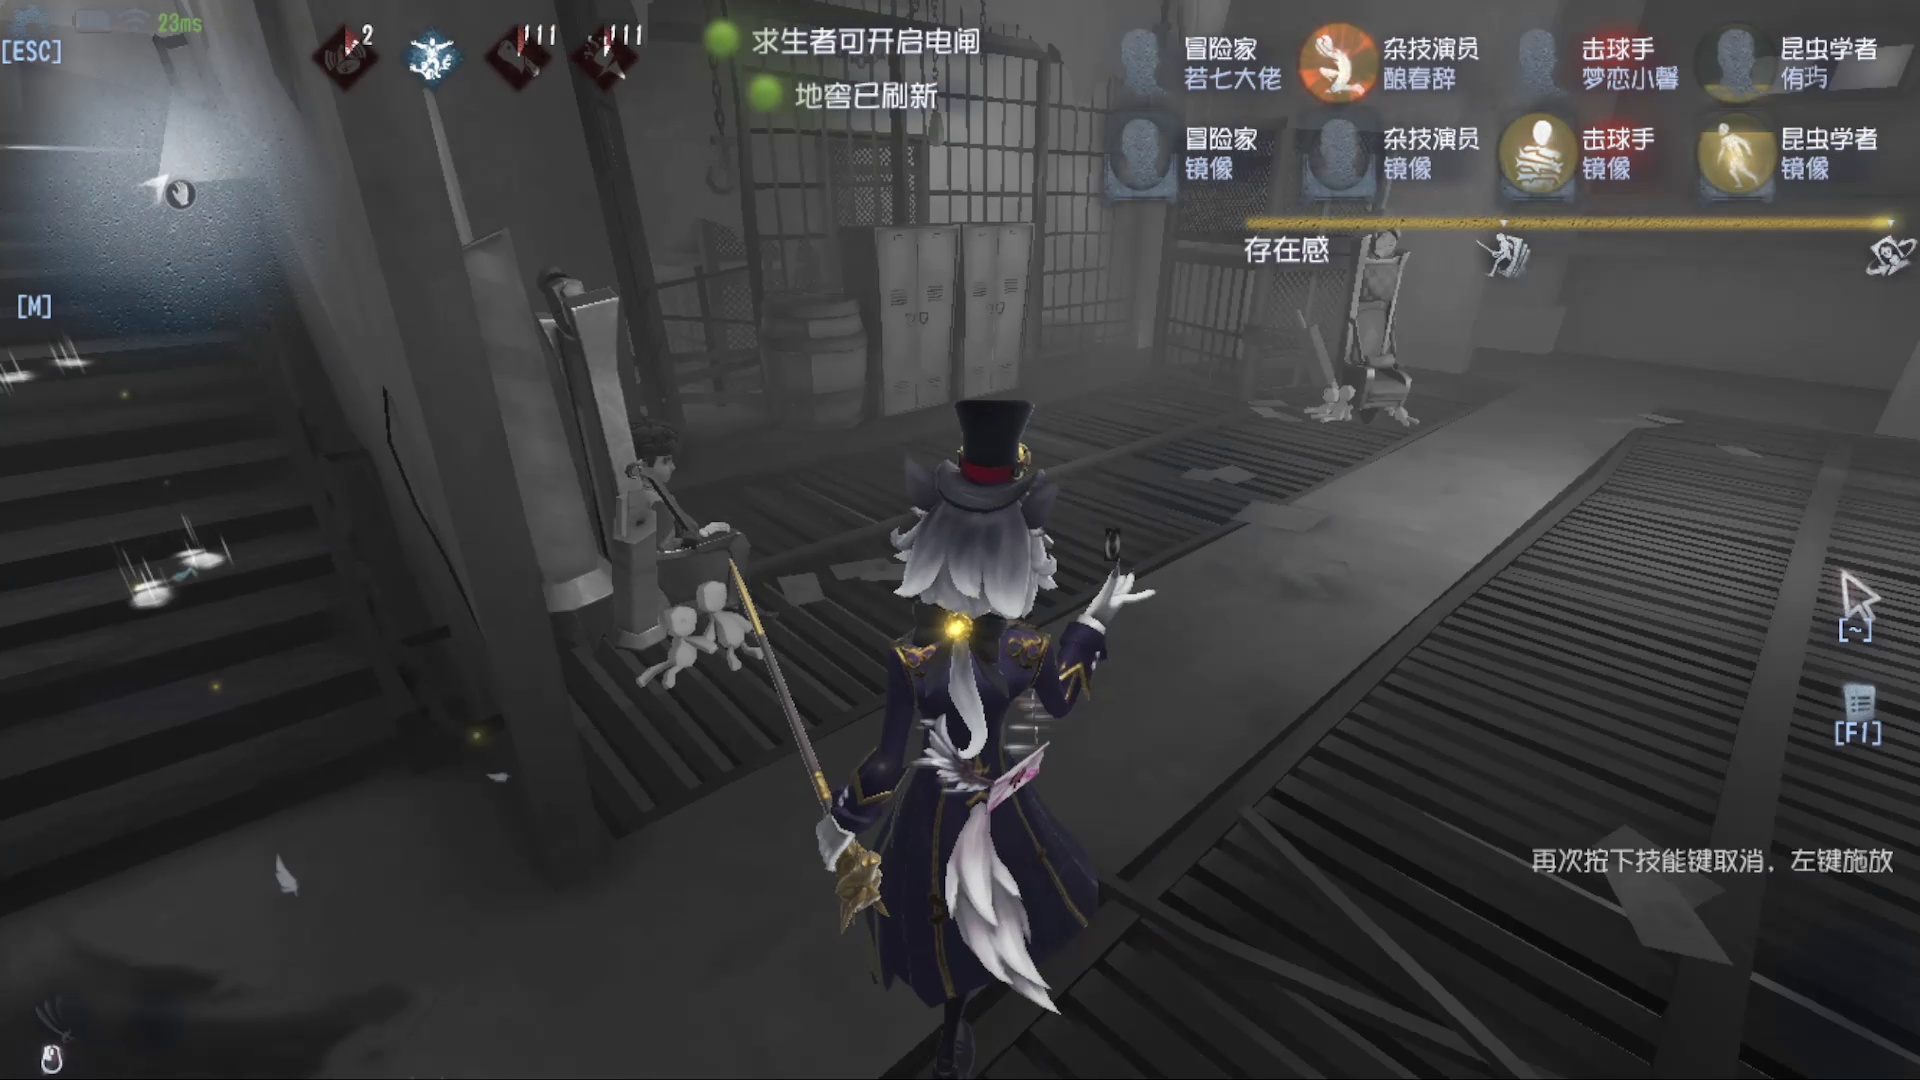 23ms
[ESC]
2
111
111
求生者可开启电闸
地窖已刷新
冒险家
若七大佬
杂技演员
酿春辞
击球手
梦恋小馨
昆虫学者
侑玙
冒险家
镜像
杂技演员
镜像
击球手
镜像
昆虫学者
镜像
存在感
[M]
[~]
[F1]
再次按下技能键取消，左键施放